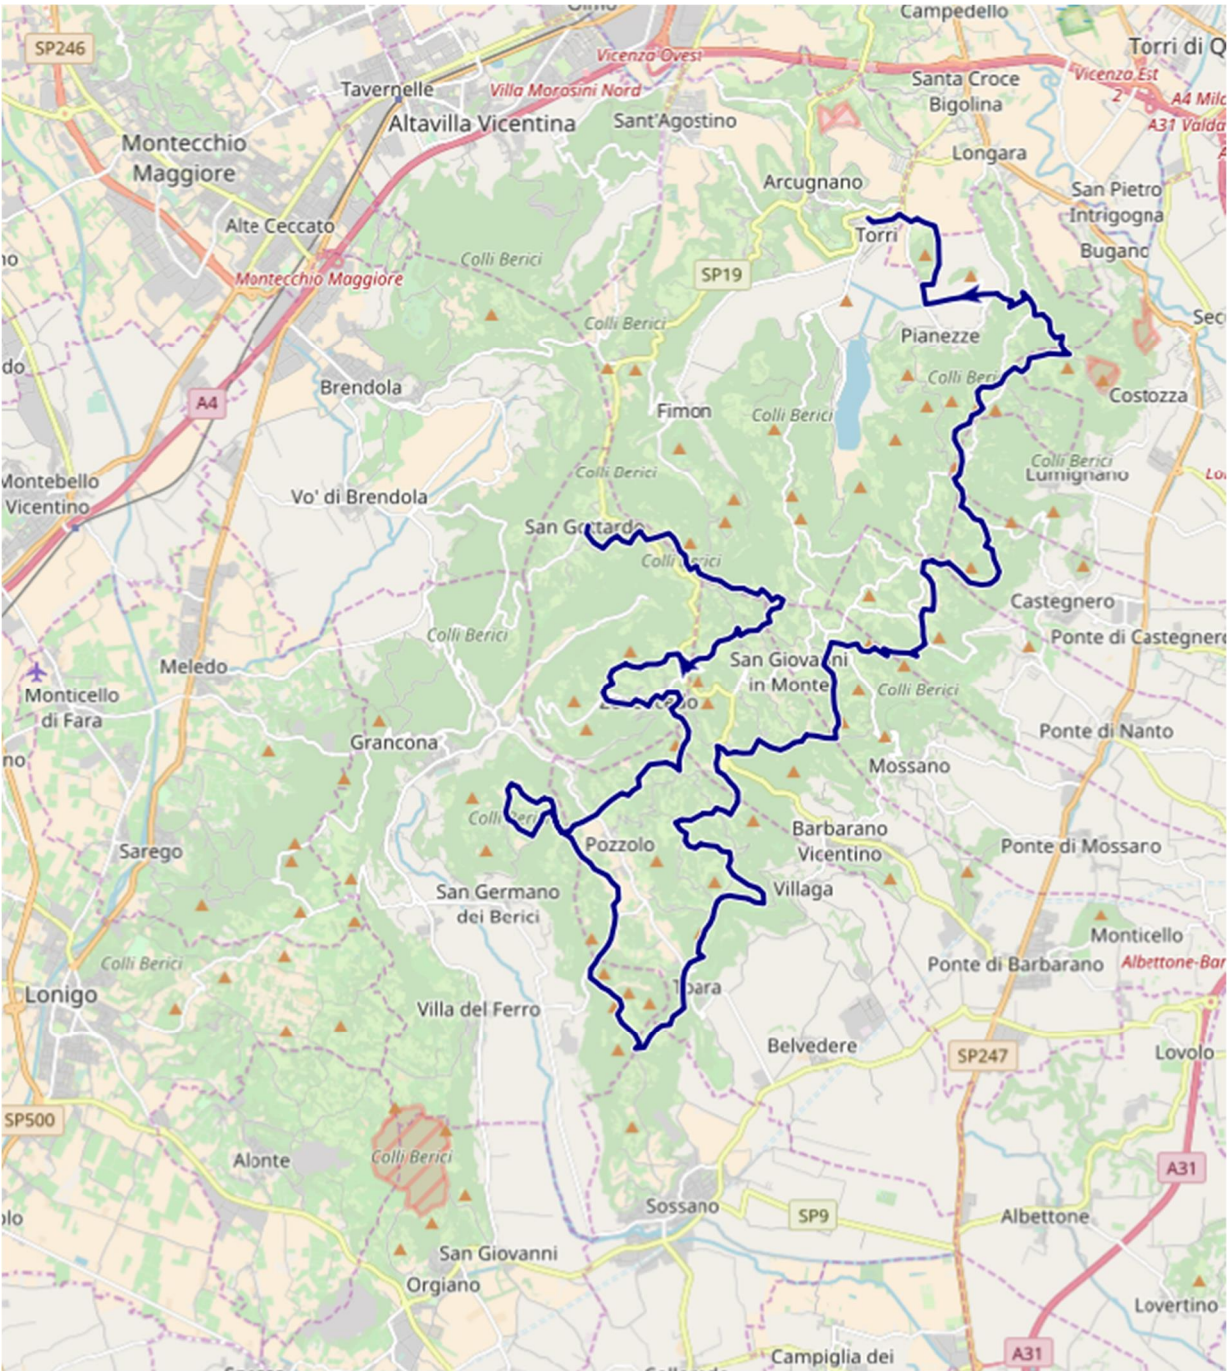 Campedello
SP246
Vicenza Ovest
Torri di Q
Vicenza Est
2
Tavernelle
Villa Morosini Nord
Santa Croce
Bigolina
A4 Mila
A31 Valda
Altavilla Vicentina
Sant'Agostino
Montecchio
Maggiore
Longara
Arcugnano
San Pietro
Intrigogna
Alte Ceccato
Torri
Bugano
Colli Berici
SP19
Montecchio Maggiore
Colli Berici
Pianezze
Brendola
Colli Beri
Costozza
A4
Fimon
Colli Berici
Colli Berici
Colli Berici
Lumignano
Montebello
Vicentino
Vo' di Brendola
San Gottardo
Colli Berici
Castegnero
Colli Berici
Ponte di Castegnero
Meledo
San Giovanni
in Monte
Colli Berici
Monticello
di Fara
Ponte di Nanto
Grancona
Mossano
Colli Berici
Pozzolo
Barbarano
Vicentino
Ponte di Mossano
Sarego
San Germano
dei Berici
Villaga
Monticello
Colli Berici
Ponte di Barbarano
Albettone-Bar
Lonigo
Toara
Villa del Ferro
Belvedere
SP247
Lovolo
SP500
Colli Berici
Alonte
A31
Sossano
SP9
Albettone
San Giovanni
Orgiano
Lovertino
A31
Campiglia dei